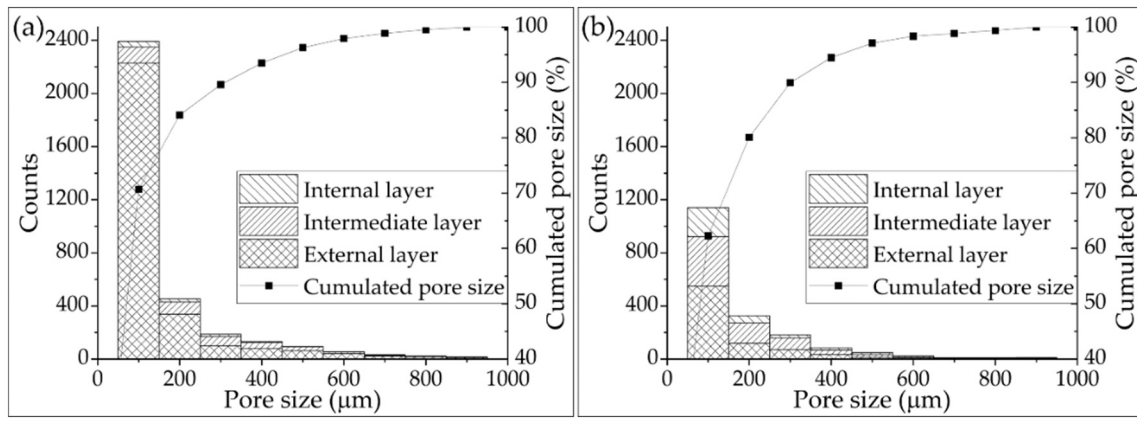 (a)
2400
2000
1600
1200
800
400
0
Counts
0 200 400 600 800 1000
Pore size (μm)
100
90
80
70
60
50
40
Cumulated pore size (%)
Internal layer
Intermediate layer
External layer
Cumulated pore size
(b)
2400
2000
1600
1200
800
400
0
Counts
0 200 400 600 800 1000
Pore size (μm)
100
90
80
70
60
50
40
Cumulated pore size (%)
Internal layer
Intermediate layer
External layer
Cumulated pore size